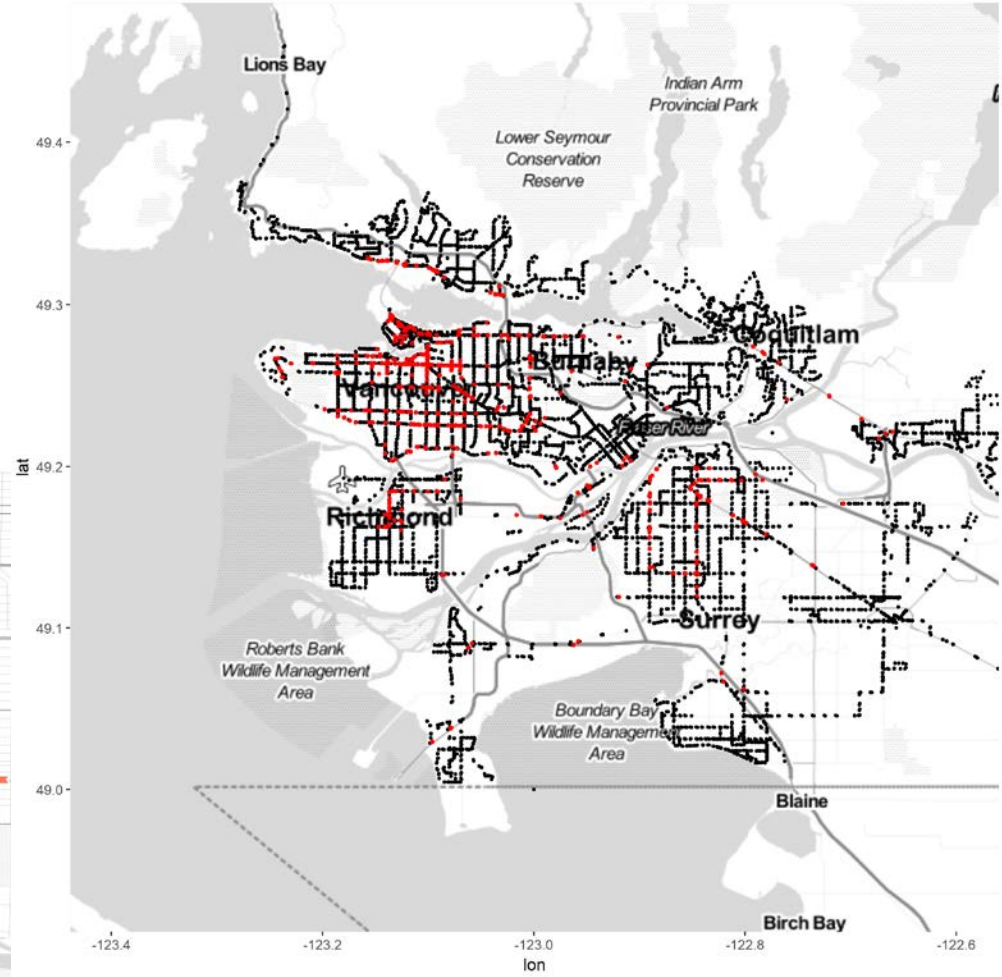 Lions Bay
Indian Arm
Provincial Park
Lower Seymour
Conservation
Reserve
49.4
49.3
Coquitlam
Burnaby
Vancouver
Fraser River
lat
49.2
Richmond
Surrey
49.1
Roberts Bank
Wildlife Management
Area
Boundary Bay
Wildlife Management
Area
49.0
Blaine
Birch Bay
-123.4
-123.2
-123.0
-122.8
-122.6
lon